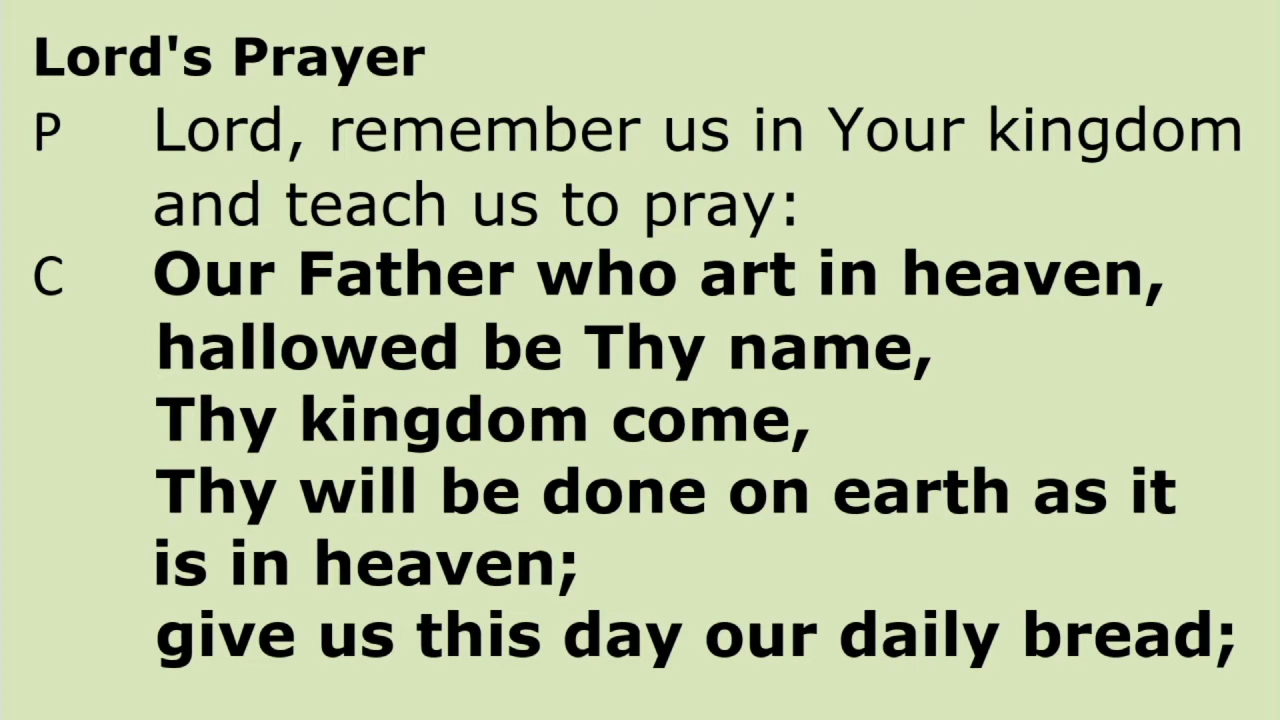 Lord's Prayer
P Lord, remember us in Your kingdom
and teach us to pray:
C Our Father who art in heaven,
hallowed be Thy name,
Thy kingdom come,
Thy will be done on earth as it
is in heaven;
give us this day our daily bread;